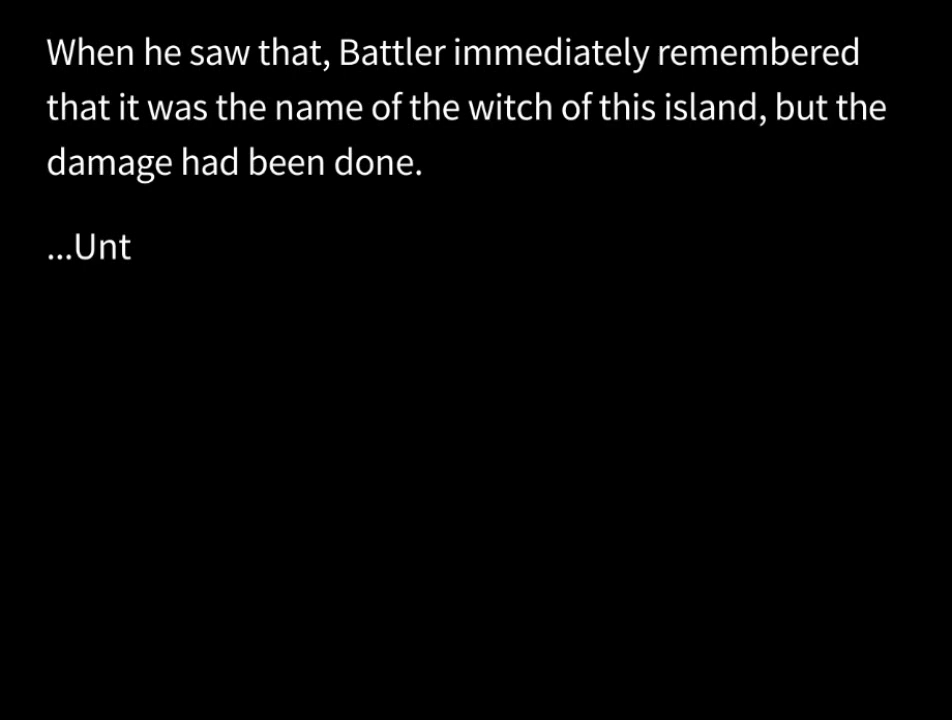 When he saw that, Battler immediately remembered
that it was the name of the witch of this island, but the
damage had been done.
...Unt